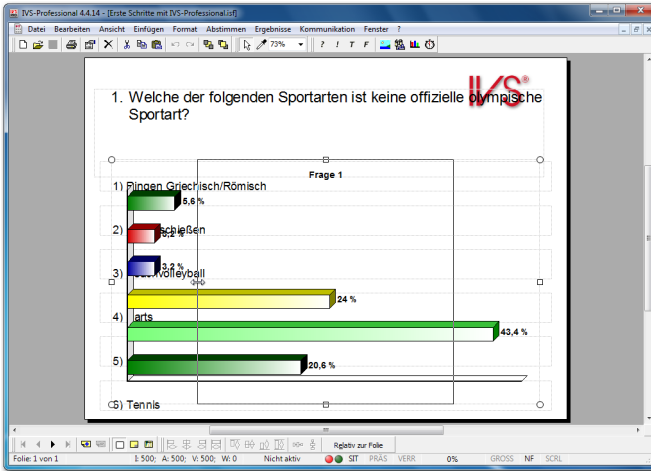 IVS-Professional 4.4.14 - [Erste Schritte mit IVS-Professional.isf]
Datei Bearbeiten Ansicht Einfügen Format Abstimmen Ergebnisse Kommunikation Fenster ?
73% ? ! T F
IVS®
1. Welche der folgenden Sportarten ist keine offizielle olympische
Sportart?
Frage 1
1) Ringen Griechisch/Römisch
5,6 %
2)
schießen
3,2 %
3)
volleyball
3,2 %
24 %
4)
arts
43,4 %
5)
20,6 %
6) Tennis
Relativ zur Folie
Folie: 1 von 1 I: 500; A: 500; V: 500; W: 0 Nicht aktiv SIT PRÄS VERR 0% GROSS NF SCRL